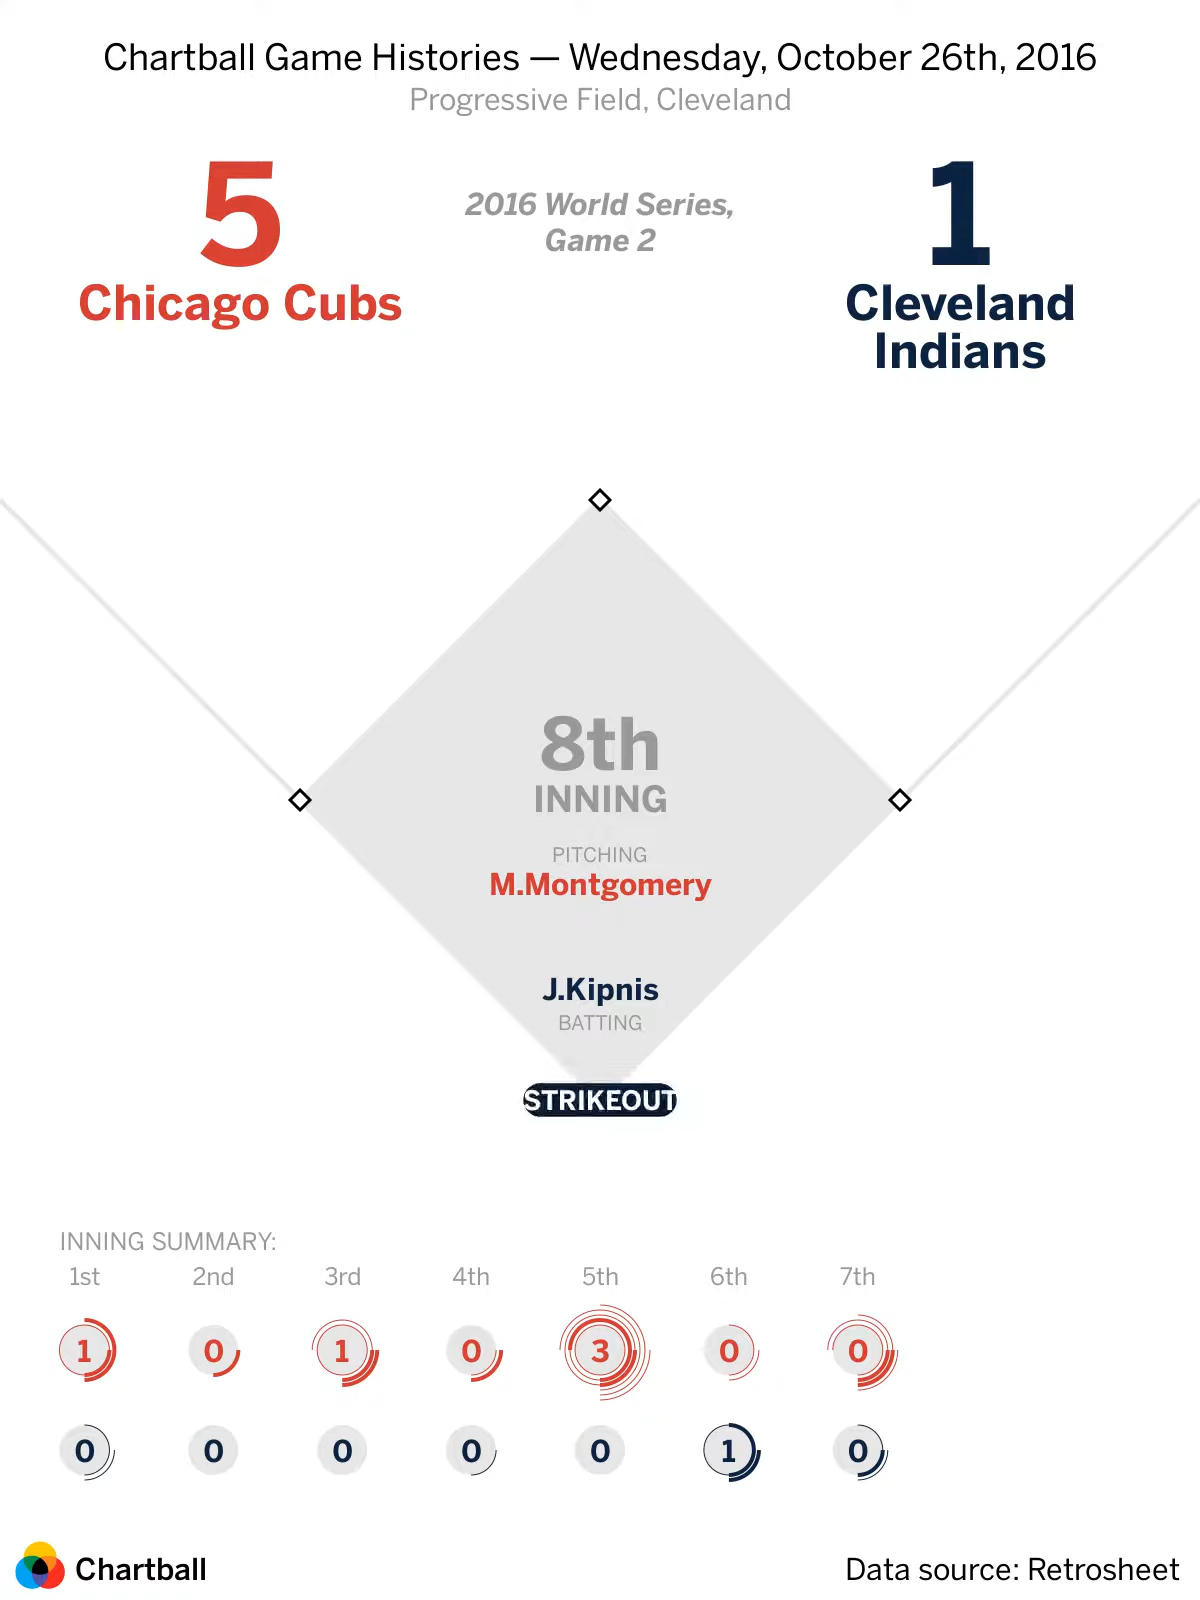 Chartball Game Histories — Wednesday, October 26th, 2016
Progressive Field, Cleveland
5
Chicago Cubs
2016 World Series,
Game 2
1
Cleveland
Indians
8th
INNING
PITCHING
M.Montgomery
J.Kipnis
BATTING
STRIKEOUT
INNING SUMMARY:
1st 2nd 3rd 4th 5th 6th 7th
1 0 1 0 3 0 0
0 0 0 0 0 1 0
Chartball
Data source: Retrosheet